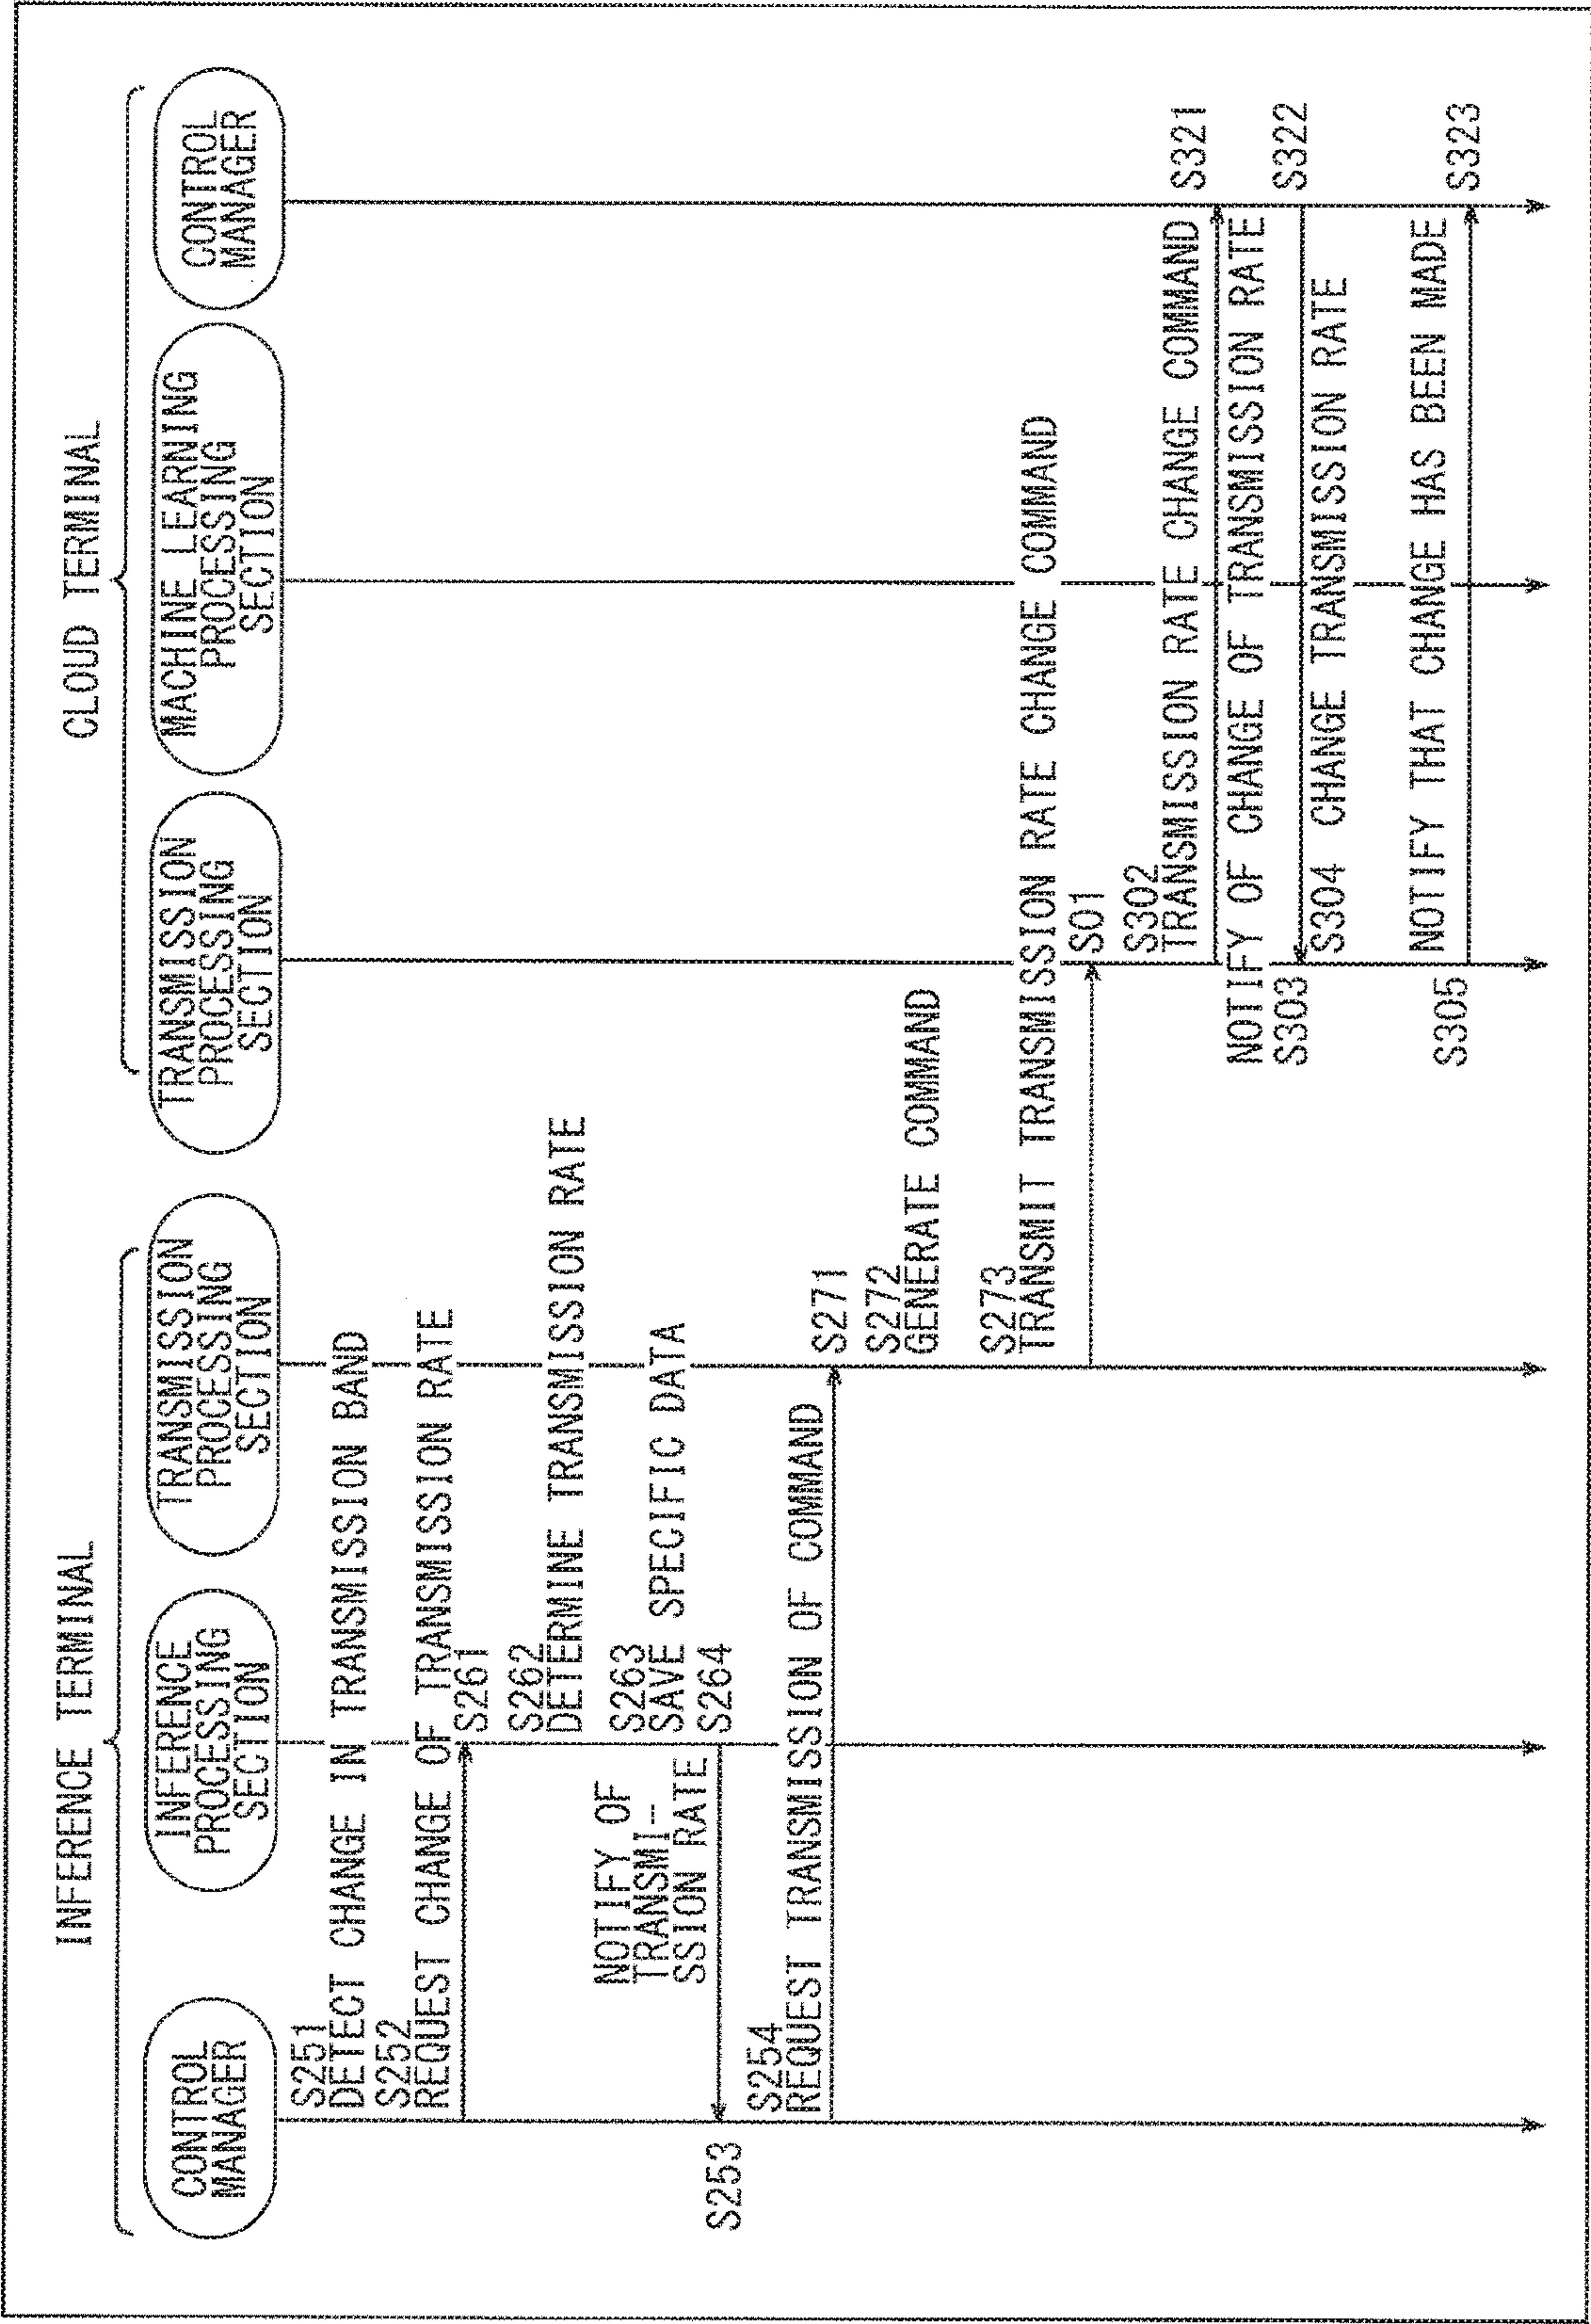 INFERENCE TERMINAL
CLOUD TERMINAL
CONTROL
MANAGER
INFERENCE
PROCESSING
SECTION
TRANSMISSION
PROCESSING
SECTION
TRANSMISSION
PROCESSING
SECTION
MACHINE LEARNING
PROCESSING
SECTION
CONTROL
MANAGER
S251
DETECT CHANGE IN TRANSMISSION BAND
S252
REQUEST CHANGE OF TRANSMISSION RATE
S261
S262
DETERMINE TRANSMISSION RATE
S263
SAVE SPECIFIC DATA
S264
NOTIFY OF
TRANSMI-
SSION RATE
S253
S254
REQUEST TRANSMISSION OF COMMAND
S271
S272
GENERATE COMMAND
S273
TRANSMIT TRANSMISSION RATE CHANGE COMMAND
S01
S302
TRANSMISSION RATE CHANGE COMMAND
S321
NOTIFY OF CHANGE OF TRANSMISSION RATE
S303
S322
S304 CHANGE TRANSMISSION RATE
NOTIFY THAT CHANGE HAS BEEN MADE
S305
S323